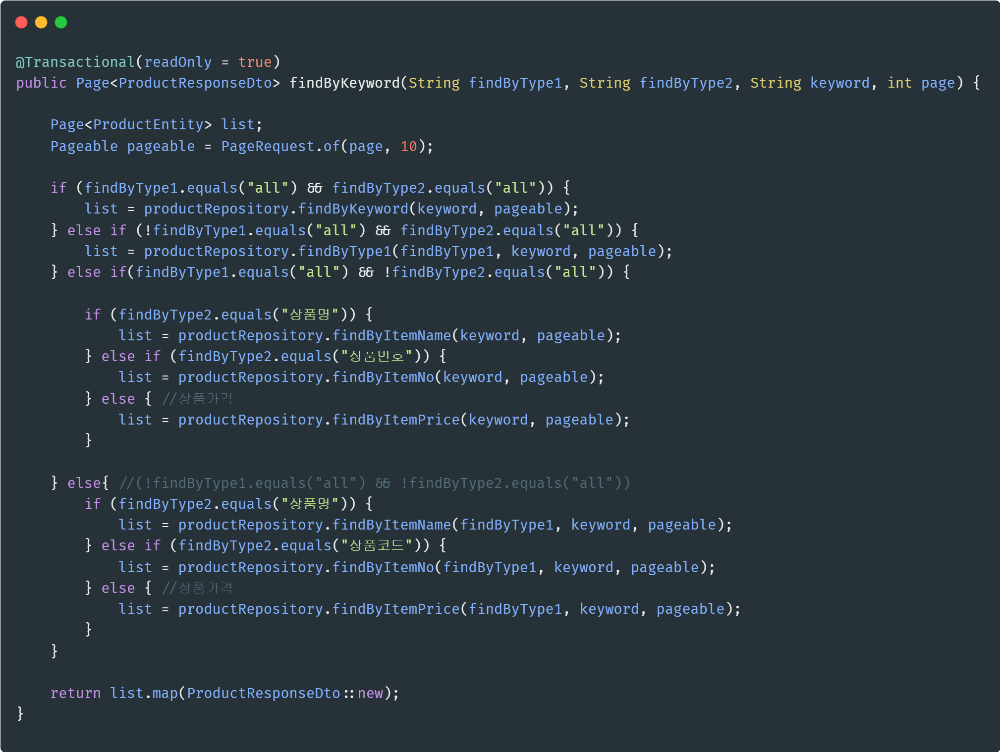 @Transactional(readOnly = true)
public Page<ProductResponseDto> findByKeyword(String findByType1, String findByType2, String keyword, int page) {
    Page<ProductEntity> list;
    Pageable pageable = PageRequest.of(page, 10);
    if (findByType1.equals("all") && findByType2.equals("all")) {
        list = productRepository.findByKeyword(keyword, pageable);
    } else if (!findByType1.equals("all") && findByType2.equals("all")) {
        list = productRepository.findByType1(findByType1, keyword, pageable);
    } else if(findByType1.equals("all") && !findByType2.equals("all")) {
        if (findByType2.equals("상품명")) {
            list = productRepository.findByItemName(keyword, pageable);
        } else if (findByType2.equals("상품번호")) {
            list = productRepository.findByItemNo(keyword, pageable);
        } else { //상품가격
            list = productRepository.findByItemPrice(keyword, pageable);
        }
    } else{ //(!findByType1.equals("all") && !findByType2.equals("all"))
        if (findByType2.equals("상품명")) {
            list = productRepository.findByItemName(findByType1, keyword, pageable);
        } else if (findByType2.equals("상품코드")) {
            list = productRepository.findByItemNo(findByType1, keyword, pageable);
        } else { //상품가격
            list = productRepository.findByItemPrice(findByType1, keyword, pageable);
        }
    }
    return list.map(ProductResponseDto::new);
}